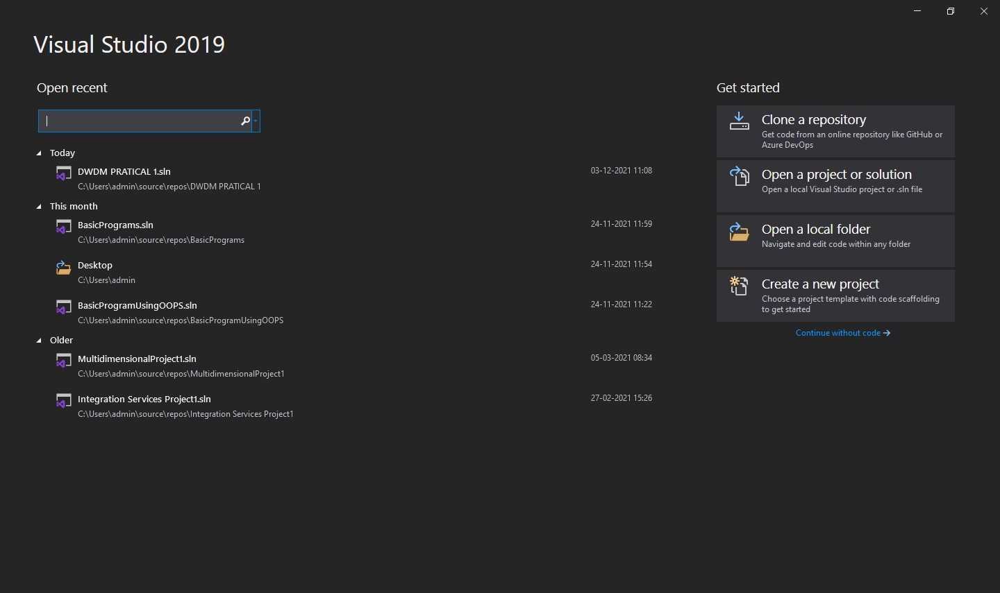 Visual Studio 2019
Open recent
Today
DWDM PRATICAL 1.sln
03-12-2021 11:08
C:\Users\admin\source\repos\DWDM PRATICAL 1
This month
BasicPrograms.sln
24-11-2021 11:59
C:\Users\admin\source\repos\BasicPrograms
Desktop
24-11-2021 11:54
C:\Users\admin
BasicProgramUsingOOPS.sln
24-11-2021 11:22
C:\Users\admin\source\repos\BasicProgramUsingOOPS
Older
MultidimensionalProject1.sln
05-03-2021 08:34
C:\Users\admin\source\repos\MultidimensionalProject1
Integration Services Project1.sln
27-02-2021 15:26
C:\Users\admin\source\repos\Integration Services Project1
Get started
Clone a repository
Get code from an online repository like GitHub or
Azure DevOps
Open a project or solution
Open a local Visual Studio project or .sln file
Open a local folder
Navigate and edit code within any folder
Create a new project
Choose a project template with code scaffolding
to get started
Continue without code →